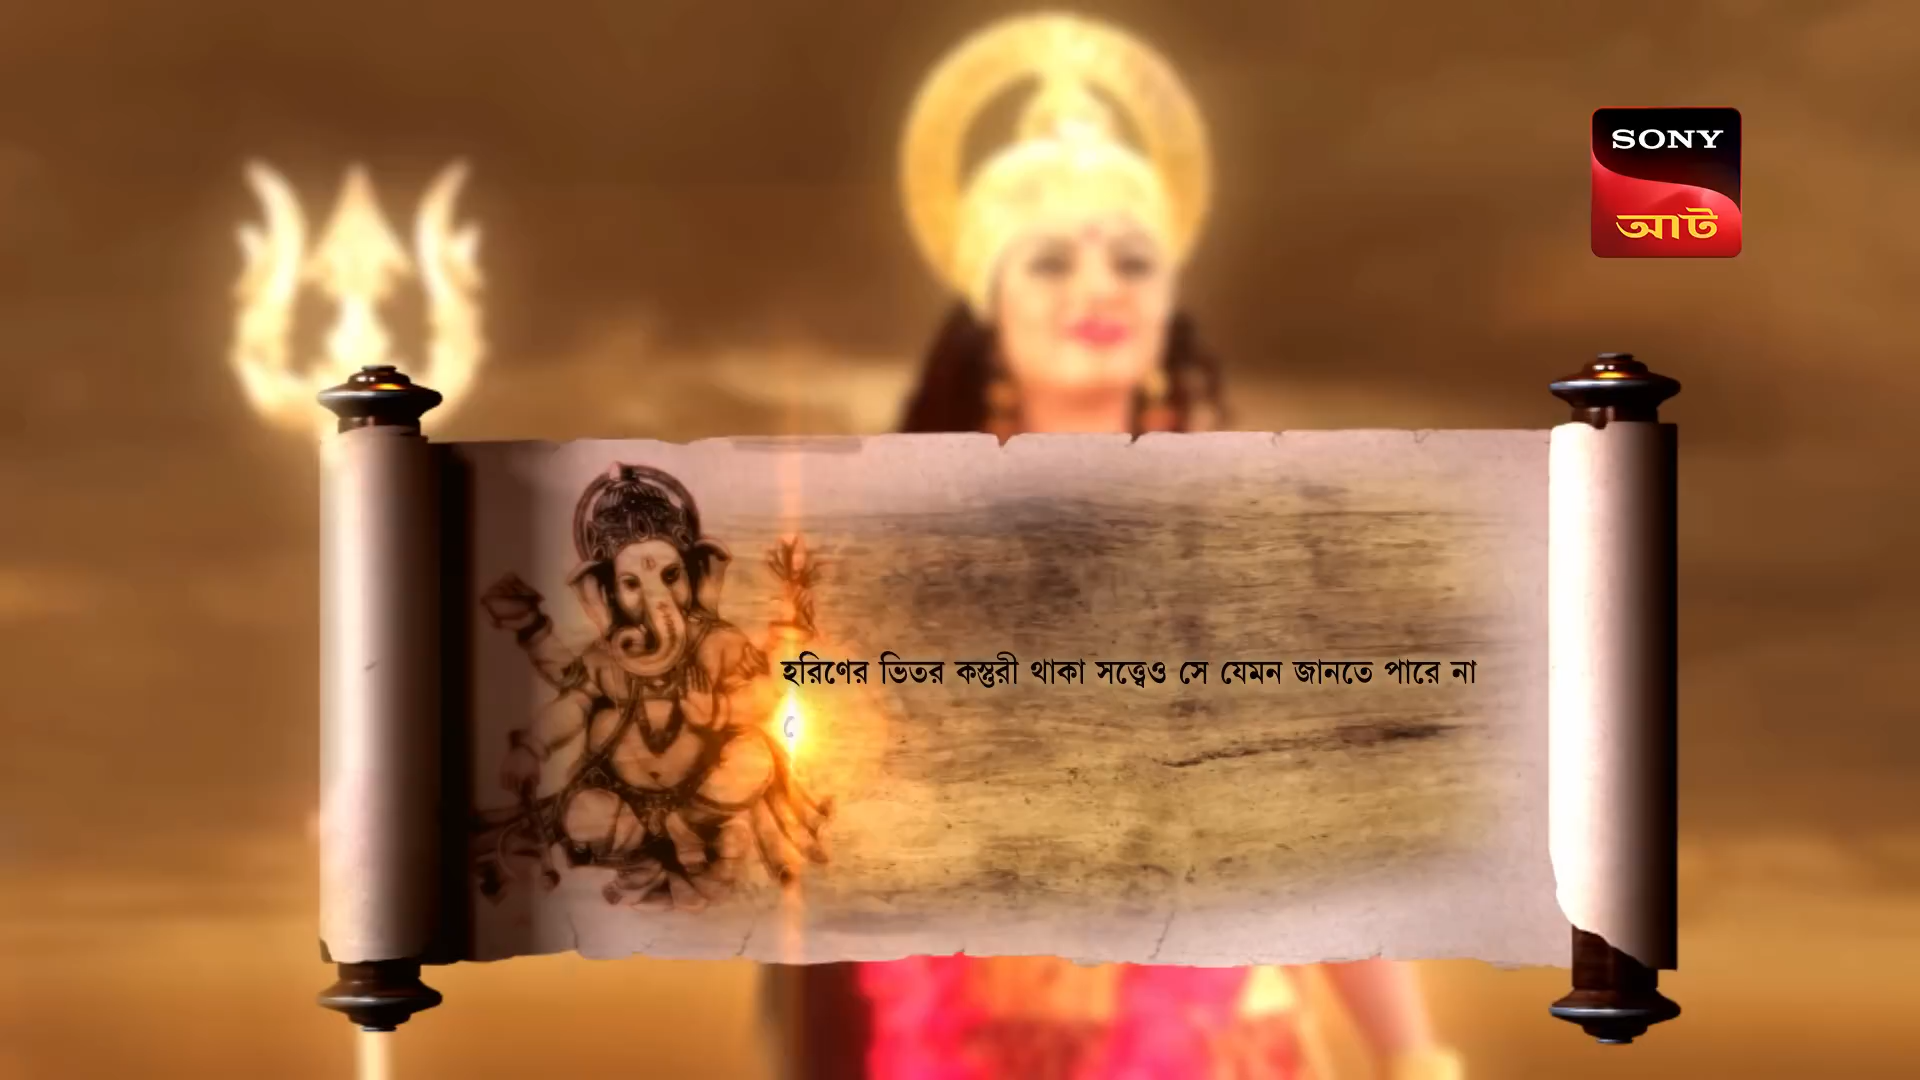 SONY
আট
হরিণের ভিতর কস্তুরী থাকা সত্ত্বেও সে যেমন জানতে পারে না